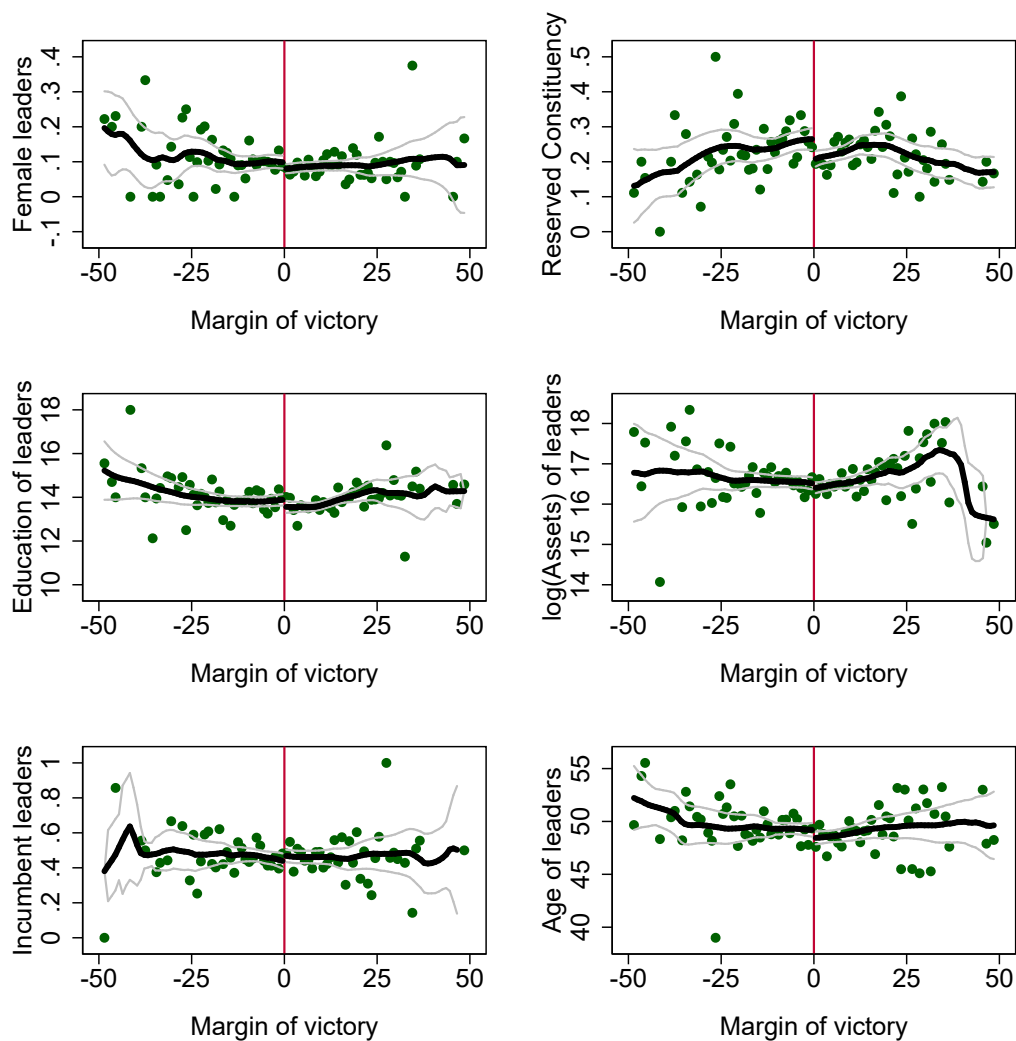 Female leaders
.4
.3
.2
.1
0
-.1
-50 -25 0 25 50
Margin of victory
Reserved Constituency
.5
.4
.3
.2
.1
0
-50 -25 0 25 50
Margin of victory
Education of leaders
18
16
14
12
10
-50 -25 0 25 50
Margin of victory
log(Assets) of leaders
18
17
16
15
14
-50 -25 0 25 50
Margin of victory
Incumbent leaders
1
.8
.6
.4
.2
0
-50 -25 0 25 50
Margin of victory
Age of leaders
55
50
45
40
-50 -25 0 25 50
Margin of victory